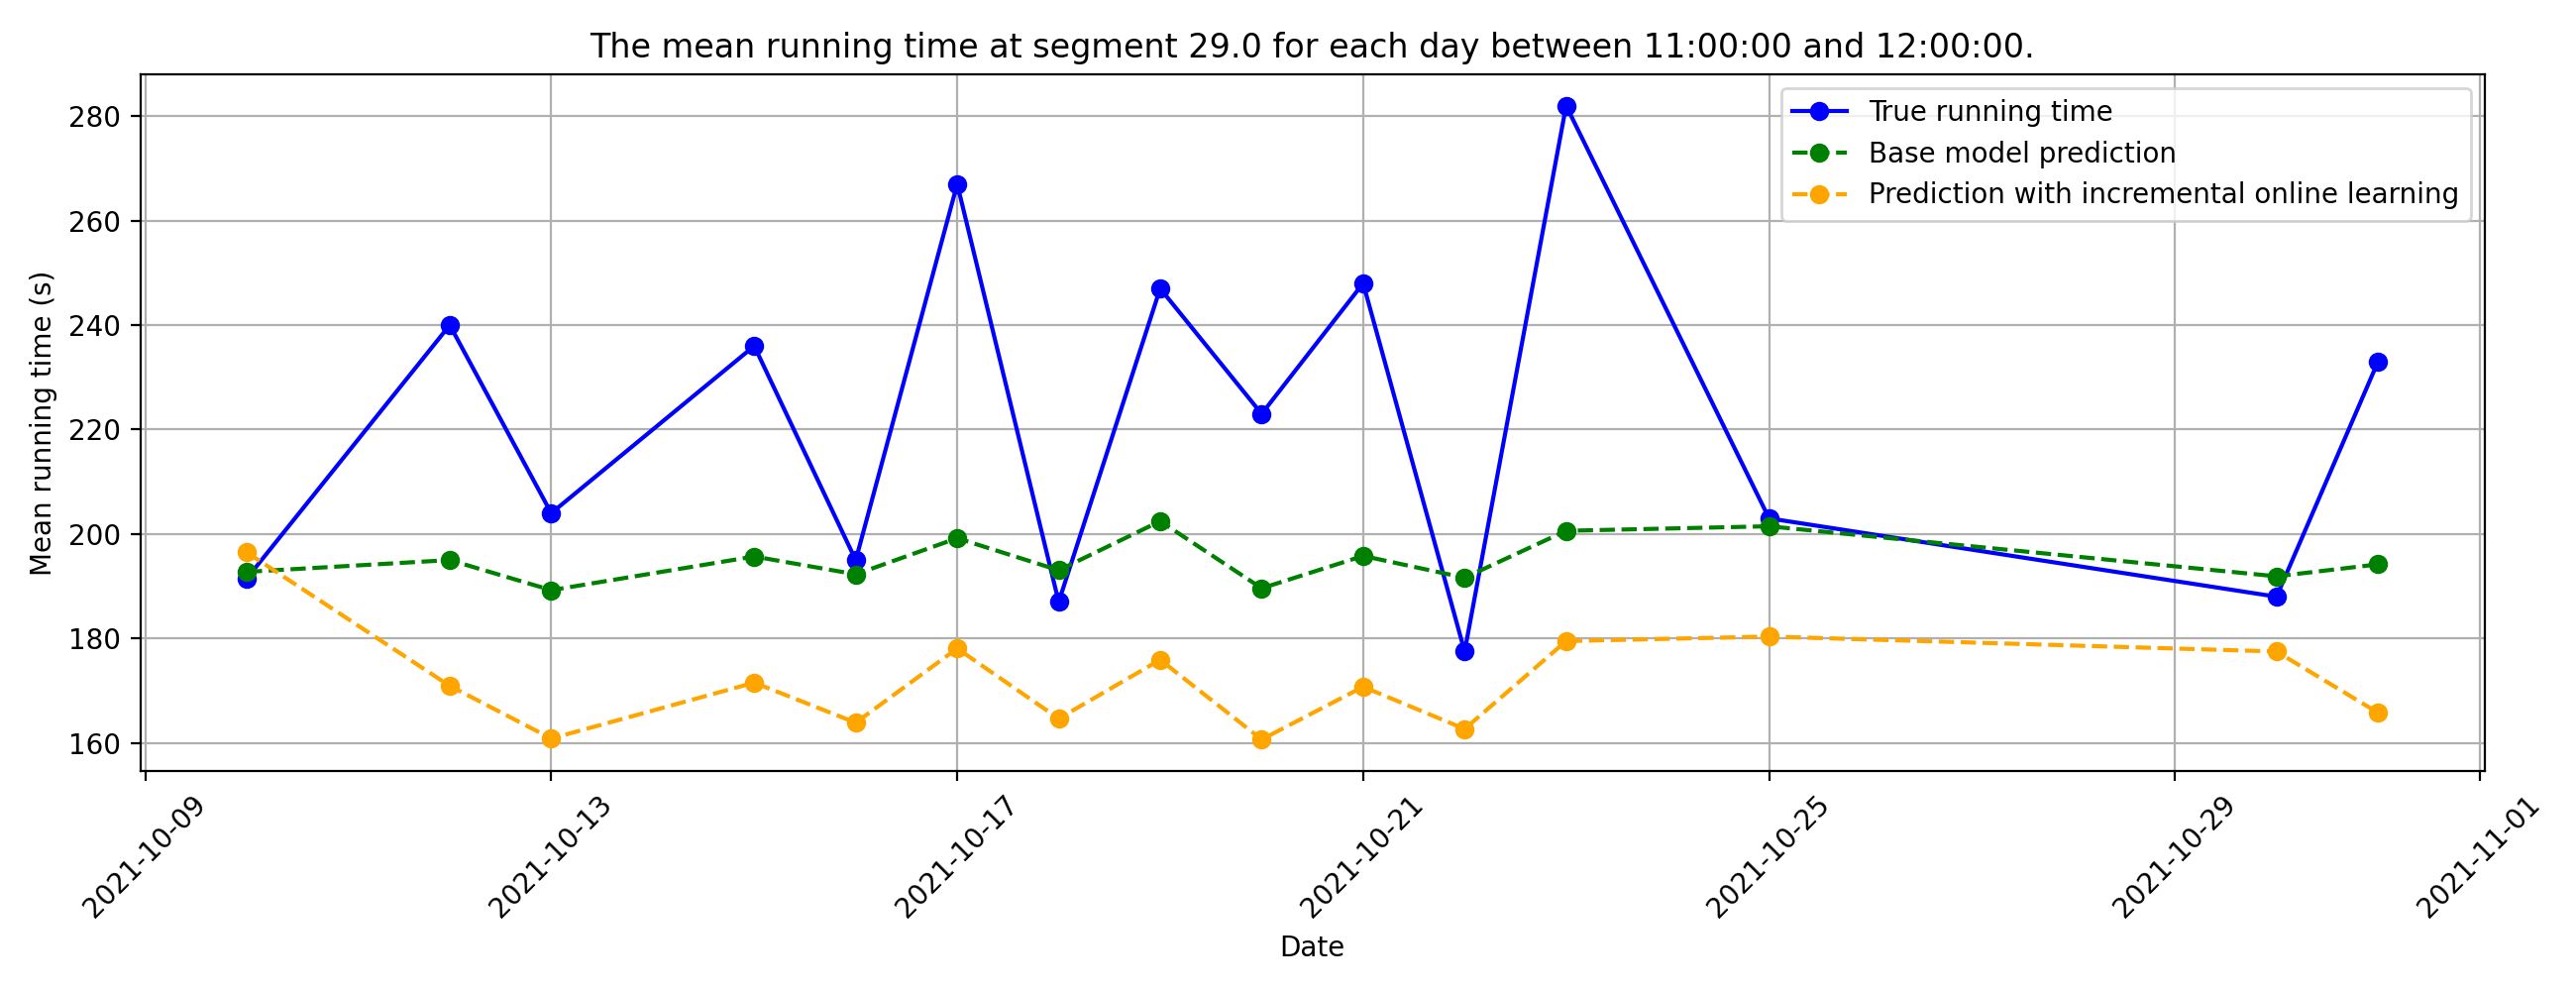 The mean running time at segment 29.0 for each day between 11:00:00 and 12:00:00.
True running time
Base model prediction
Prediction with incremental online learning
Mean running time (s)
280
260
240
220
200
180
160
2021-10-09
2021-10-13
2021-10-17
2021-10-21
2021-10-25
2021-10-29
2021-11-01
Date